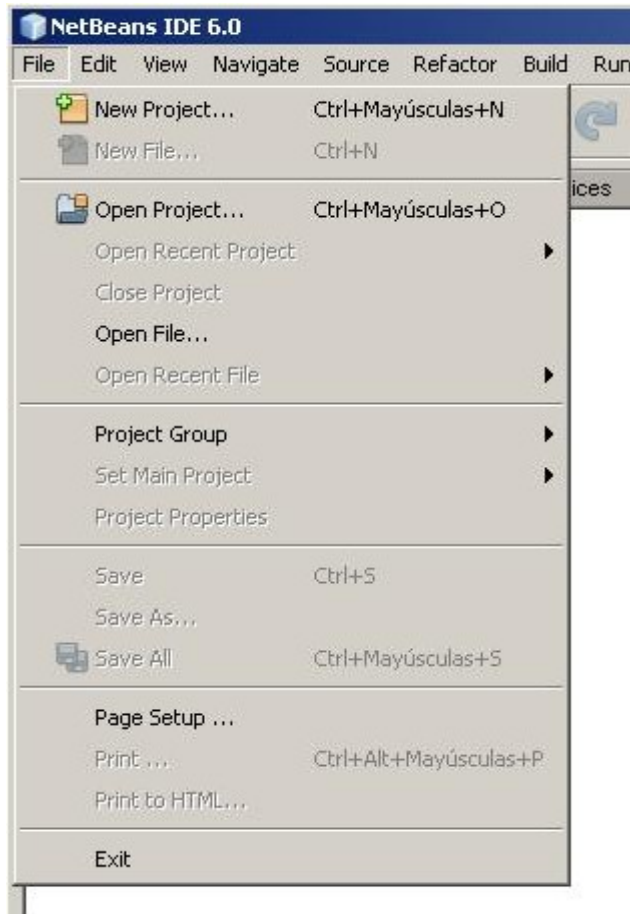 NetBeans IDE 6.0
File Edit View Navigate Source Refactor Build Run
New Project... Ctrl+Mayúsculas+N
New File... Ctrl+N
ices
Open Project... Ctrl+Mayúsculas+O
Open Recent Project
Close Project
Open File...
Open Recent File
Project Group
Set Main Project
Project Properties
Save Ctrl+S
Save As...
Save All Ctrl+Mayúsculas+S
Page Setup ...
Print ... Ctrl+Alt+Mayúsculas+P
Print to HTML...
Exit